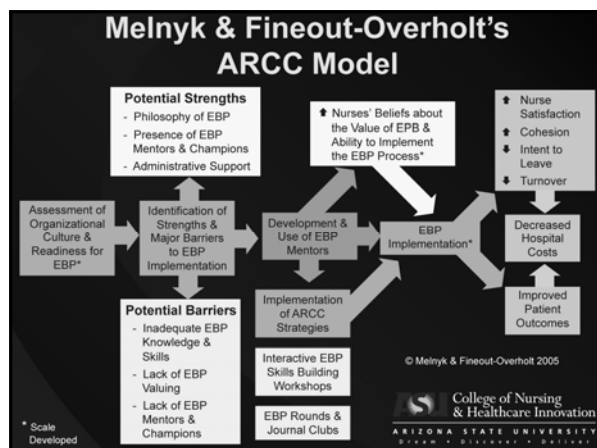 Melnyk & Fineout-Overholt's
ARCC Model
Potential Strengths
- Philosophy of EBP
- Presence of EBP
Mentors & Champions
- Administrative Support
Nurses' Beliefs about
the Value of EPB &
Ability to Implement
the EBP Process*
Nurse
Satisfaction
Cohesion
Intent to
Leave
Turnover
Assessment of
Organizational
Culture &
Readiness for
EBP*
Identification of
Strengths &
Major Barriers
to EBP
Implementation
Development &
Use of EBP
Mentors
EBP
Implementation*
Decreased
Hospital
Costs
Implementation
of ARCC
Strategies
Improved
Patient
Outcomes
Potential Barriers
- Inadequate EBP
Knowledge &
Skills
- Lack of EBP
Valuing
- Lack of EBP
Mentors &
Champions
Interactive EBP
Skills Building
Workshops
EBP Rounds &
Journal Clubs
© Melnyk & Fineout-Overholt 2005
* Scale
Developed
ASU
College of Nursing
& Healthcare Innovation
ARIZONA STATE UNIVERSITY
Dream • Discover • Deliver